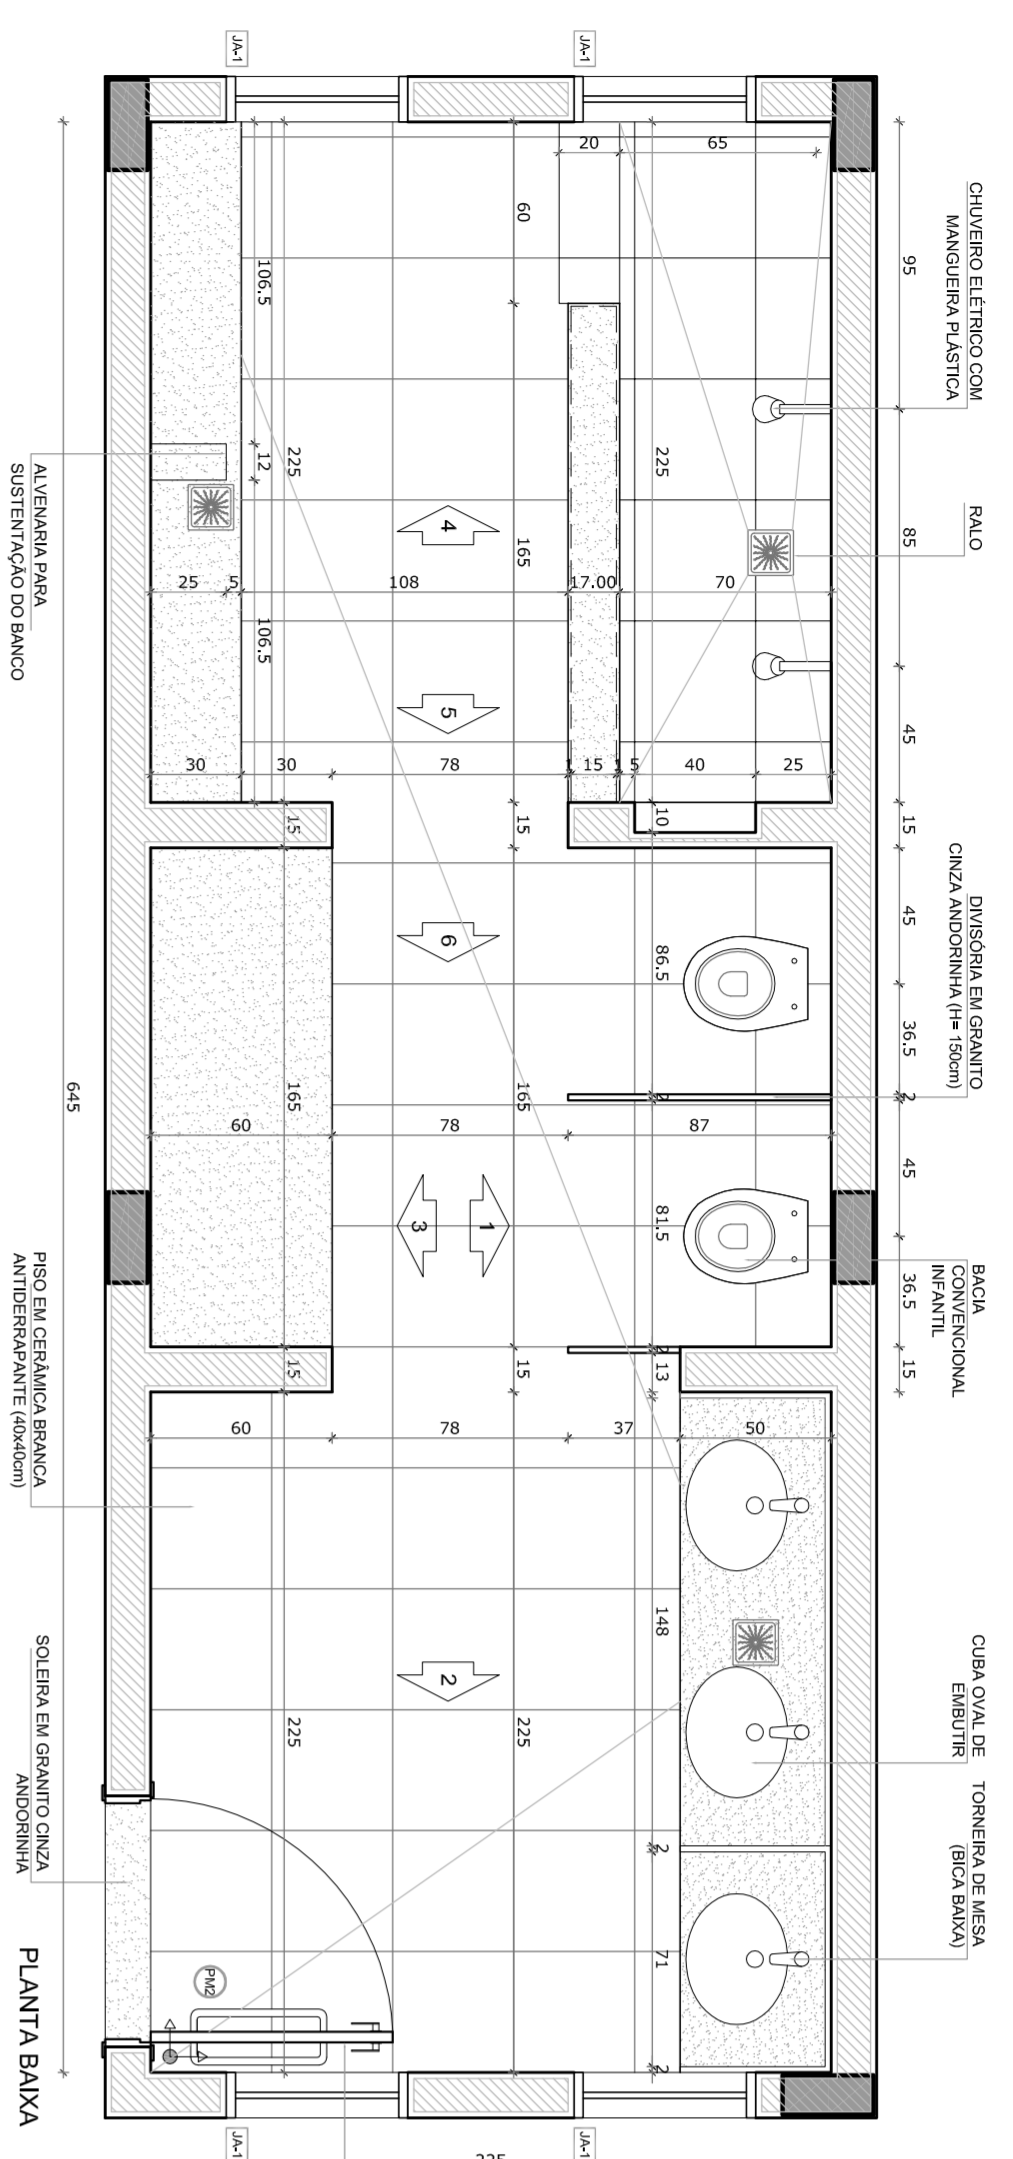 JA-1
JA-1
CHUVEIRO ELÉTRICO COM
MANGUEIRA PLÁSTICA
RALO
DIVISÓRIA EM GRANITO
CINZA ANDORINHA (H= 150cm)
BACIA
CONVENCIONAL
INFANTIL
CUBA OVAL DE
EMBUTIR
TORNEIRA DE MESA
(BICA BAIXA)
95
85
45
15
45
36.5
2
45
36.5
15
20
65
60
106.5
12
225
225
165
4
25
5
108
17.00
70
106.5
5
30
30
78
1
15
5
40
25
15
15
10
6
86.5
2
165
165
60
78
87
3
1
81.5
15
15
2
13
60
78
37
50
148
2
225
225
2
71
2
PM2
645
ALVENARIA PARA
SUSTENTAÇÃO DO BANCO
PISO EM CERÂMICA BRANCA
ANTIDERRAPANTE (40x40cm)
SOLEIRA EM GRANITO CINZA
ANDORINHA
PLANTA BAIXA
JA-1
JA-1